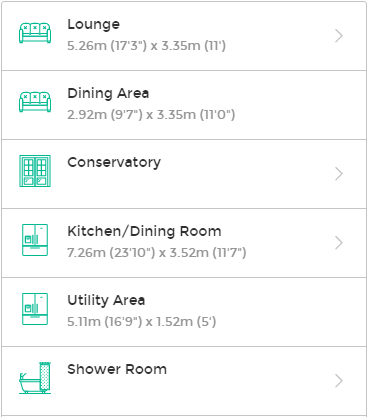 Lounge
5.26m (17'3") x 3.35m (11')
Dining Area
2.92m (9'7") x 3.35m (11'0")
Conservatory
Kitchen/Dining Room
7.26m (23'10") x 3.52m (11'7")
Utility Area
5.11m (16'9") x 1.52m (5')
Shower Room